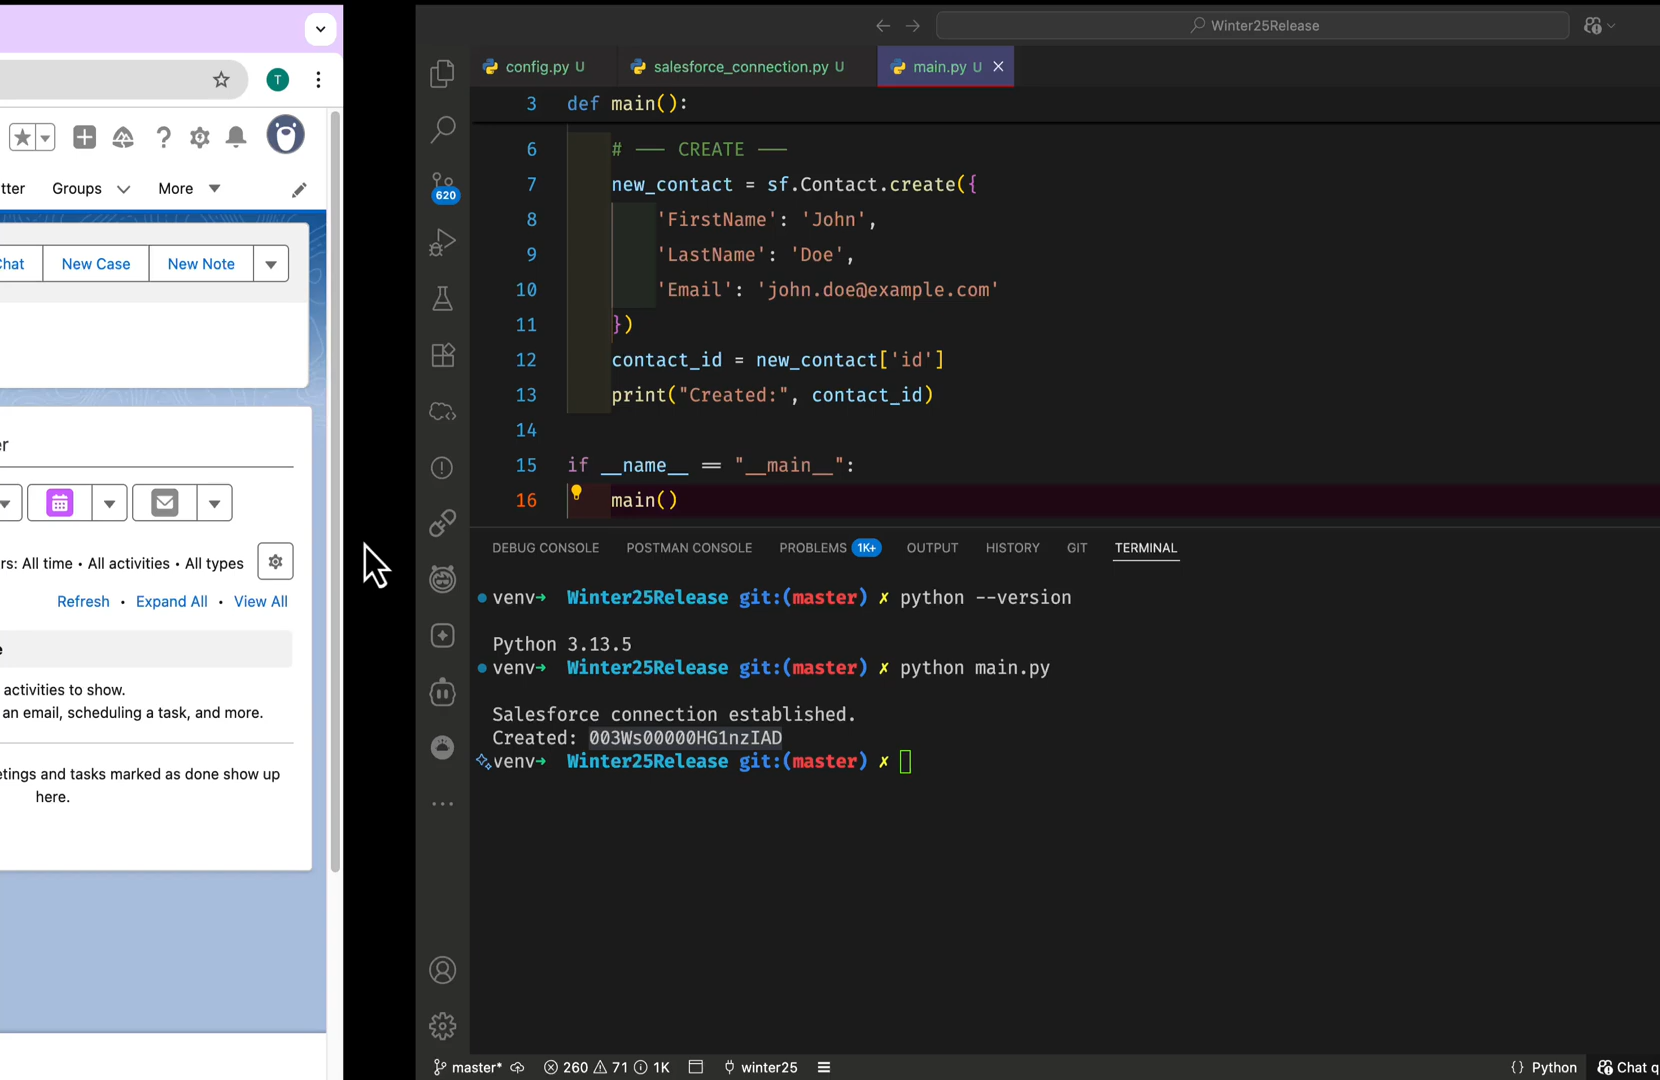 Winter25Release
config.py U
salesforce_connection.py U
main.py U
T
tter
Groups
More
Chat
New Case
New Note
er
rs: All time • All activities • All types
Refresh • Expand All • View All
e
activities to show.
an email, scheduling a task, and more.
etings and tasks marked as done show up
here.
620
3 def main():
6 # ── CREATE ──
7 new_contact = sf.Contact.create({
8 'FirstName': 'John',
9 'LastName': 'Doe',
10 'Email': 'john.doe@example.com'
11 })
12 contact_id = new_contact['id']
13 print("Created:", contact_id)
14
15 if __name__ == "__main__":
16 main()
DEBUG CONSOLE POSTMAN CONSOLE PROBLEMS 1K+ OUTPUT HISTORY GIT TERMINAL
venv➜ Winter25Release git:(master) ✗ python --version
Python 3.13.5
venv➜ Winter25Release git:(master) ✗ python main.py
Salesforce connection established.
Created: 003Ws00000HG1nzIAD
venv➜ Winter25Release git:(master) ✗
master* 260 71 1K winter25 {} Python Chat q